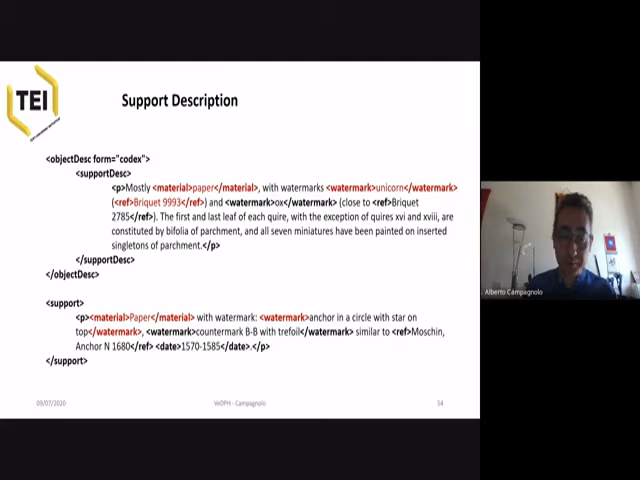 TEI
Support Description
<objectDesc form="codex">
<supportDesc>
<p>Mostly <material>paper</material>, with watermarks <watermark>unicorn</watermark>
(<ref>Briquet 9993</ref>) and <watermark>ox</watermark> (close to <ref>Briquet
2785</ref>). The first and last leaf of each quire, with the exception of quires xvi and xviii, are
constituted by bifolia of parchment, and all seven miniatures have been painted on inserted
singletons of parchment.</p>
</supportDesc>
</objectDesc>
<support>
<p><material>Paper</material> with watermark: <watermark>anchor in a circle with star on
top</watermark>, <watermark>countermark B-B with trefoil</watermark> similar to <ref>Moschin,
Anchor N 1680</ref> <date>1570-1585</date>.</p>
</support>
09/07/2020
VeDPH - Campagnolo
54
Alberto Campagnolo